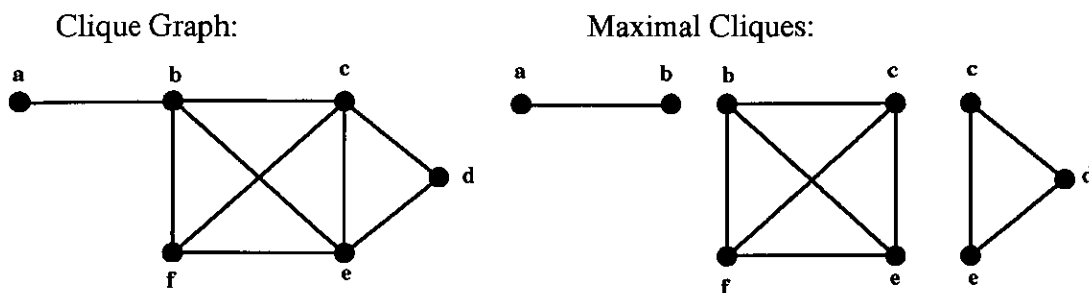 Clique Graph:
Maximal Cliques:
a b c
d
f e
a b b c c
d
f e e